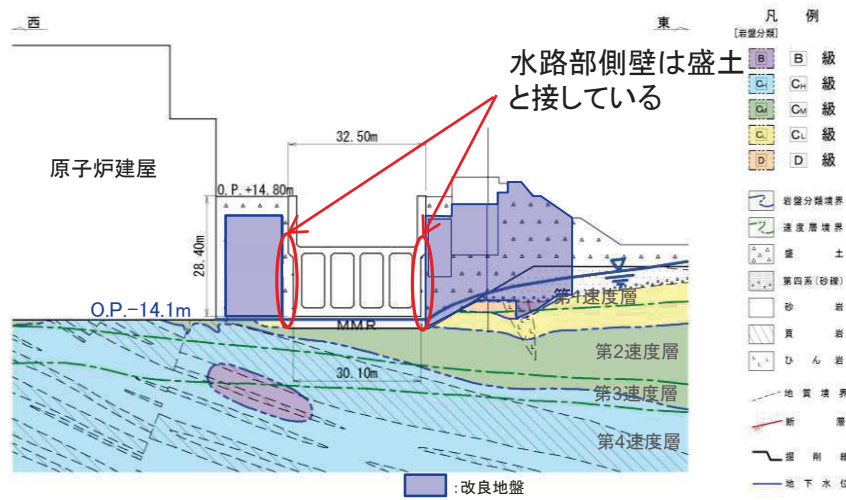 西
東
水路部側壁は盛土
と接している
32.50m
原子炉建屋
O.P.+14.80m
28.40m
O.P.-14.1m
MMR
第1速度層
第2速度層
30.10m
第3速度層
第4速度層
:改良地盤
凡 例
[岩盤分類]
B B 級
CH CH 級
CM CM 級
CL CL 級
D D 級
岩盤分類境界
速度層境界
盛 土
第四系(砂礫)
砂 岩
頁 岩
ひ ん 岩
地質境界
断 層
掘削線
地下水位